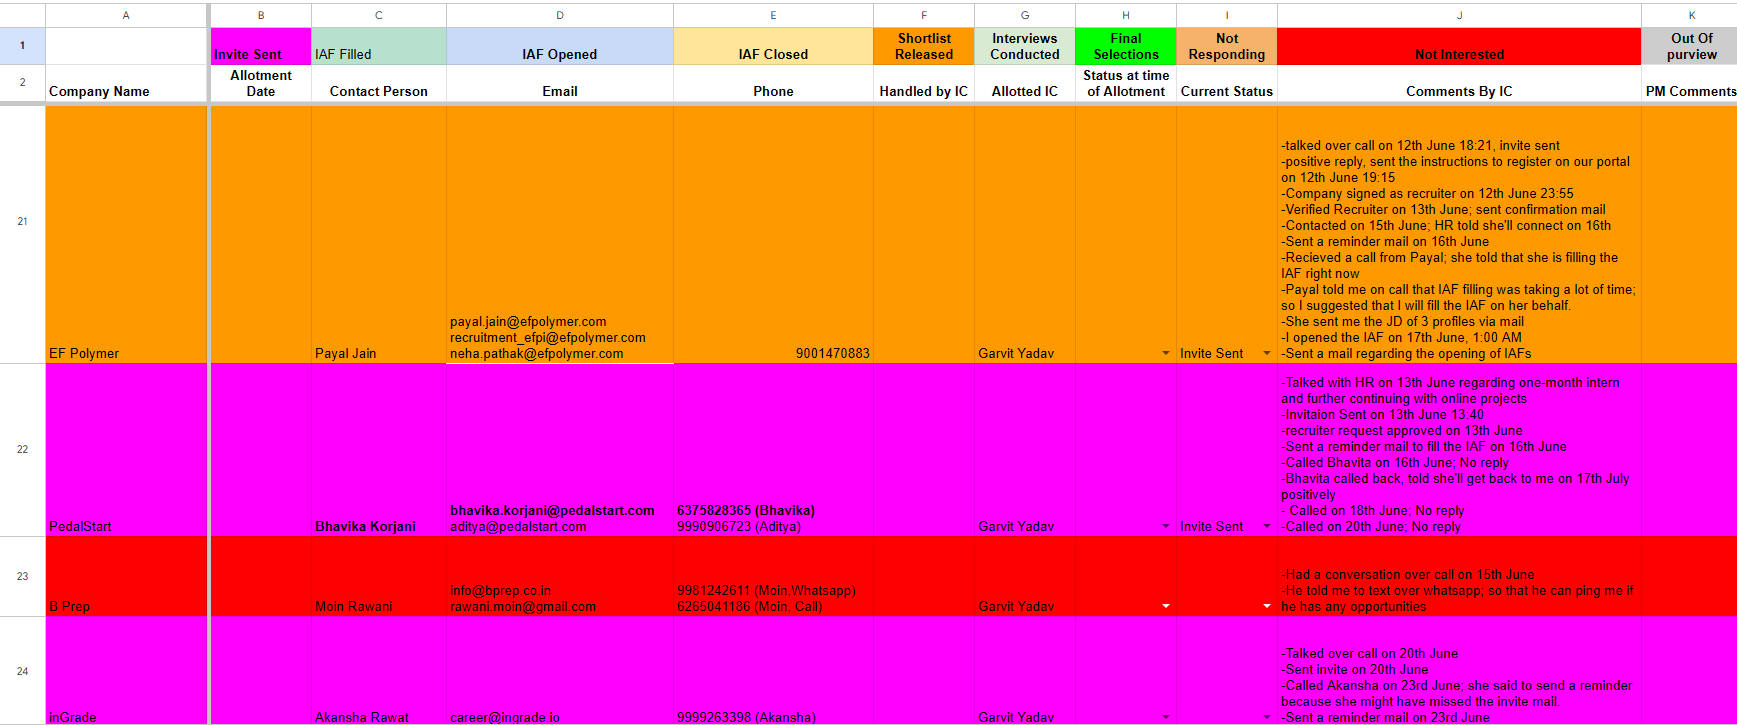 A B C D E F G H I J K
1 Invite Sent IAF Filled IAF Opened IAF Closed Shortlist Released Interviews Conducted Final Selections Not Responding Not Interested Out Of purview
2 Company Name Allotment Date Contact Person Email Phone Handled by IC Allotted IC Status at time of Allotment Current Status Comments By IC PM Comments
21
EF Polymer
Payal Jain
payal.jain@efpolymer.com
recruitment_efpi@efpolymer.com
neha.pathak@efpolymer.com
9001470883
Garvit Yadav
Invite Sent
-talked over call on 12th June 18:21, invite sent
-positive reply, sent the instructions to register on our portal
on 12th June 19:15
-Company signed as recruiter on 12th June 23:55
-Verified Recruiter on 13th June; sent confirmation mail
-Contacted on 15th June; HR told she'll connect on 16th
-Sent a reminder mail on 16th June
-Recieved a call from Payal; she told that she is filling the
IAF right now
-Payal told me on call that IAF filling was taking a lot of time;
so I suggested that I will fill the IAF on her behalf.
-She sent me the JD of 3 profiles via mail
-I opened the IAF on 17th June, 1:00 AM
-Sent a mail regarding the opening of IAFs
22
PedalStart
Bhavika Korjani
bhavika.korjani@pedalstart.com
aditya@pedalstart.com
6375828365 (Bhavika)
9990906723 (Aditya)
Garvit Yadav
Invite Sent
-Talked with HR on 13th June regarding one-month intern
and further continuing with online projects
-Invitaion Sent on 13th June 13:40
-recruiter request approved on 13th June
-Sent a reminder mail to fill the IAF on 16th June
-Called Bhavita on 16th June; No reply
-Bhavita called back, told she'll get back to me on 17th July
positively
- Called on 18th June; No reply
-Called on 20th June; No reply
23
B Prep
Moin Rawani
info@bprep.co.in
rawani.moin@gmail.com
9981242611 (Moin.Whatsapp)
6265041186 (Moin. Call)
Garvit Yadav
-Had a conversation over call on 15th June
-He told me to text over whatsapp; so that he can ping me if
he has any opportunities
24
inGrade
Akansha Rawat
career@ingrade.io
9999263398 (Akansha)
Garvit Yadav
-Talked over call on 20th June
-Sent invite on 20th June
-Called Akansha on 23rd June; she said to send a reminder
because she might have missed the invite mail.
-Sent a reminder mail on 23rd June